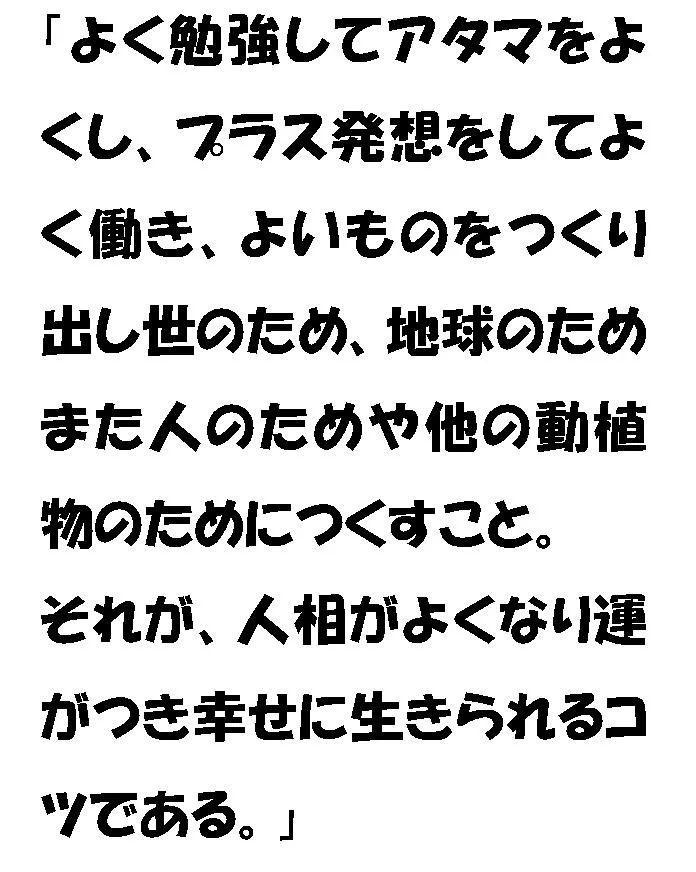 「よく勉強してアタマをよ
くし、プラス発想をしてよ
く働き、よいものをつくり
出し世のため、地球のため
また人のためや他の動植
物のためにつくすこと。
それが、人相がよくなり運
がつき幸せに生きられるコ
ツである。」